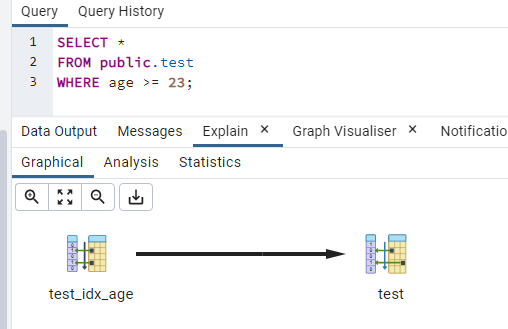 Query Query History
1 SELECT *
2 FROM public.test
3 WHERE age >= 23;
Data Output Messages Explain × Graph Visualiser × Notificatio
Graphical Analysis Statistics
test_idx_age test